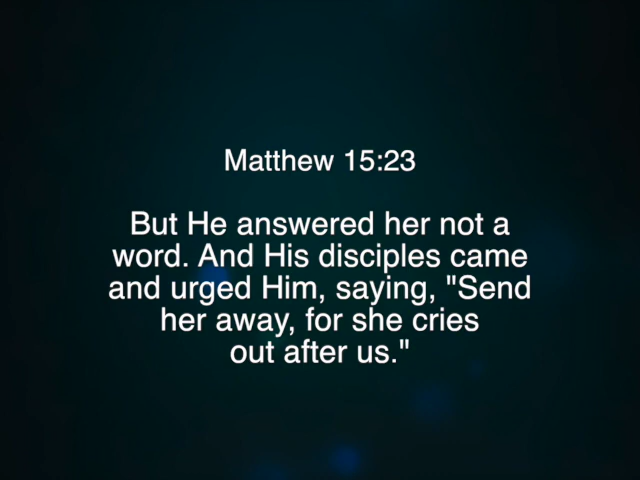 Matthew 15:23
But He answered her not a
word. And His disciples came
and urged Him, saying, "Send
her away, for she cries
out after us."